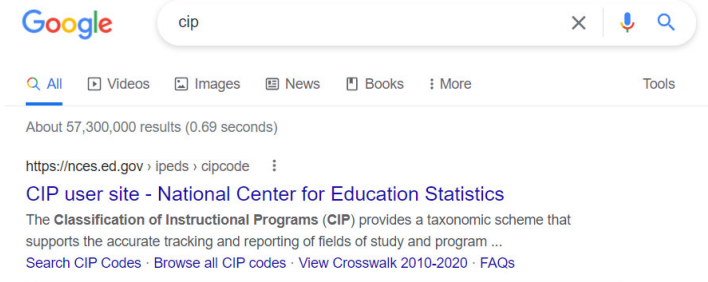 Google
cip
All Videos Images News Books More Tools
About 57,300,000 results (0.69 seconds)
https://nces.ed.gov › ipeds › cipcode
CIP user site - National Center for Education Statistics
The Classification of Instructional Programs (CIP) provides a taxonomic scheme that
supports the accurate tracking and reporting of fields of study and program ...
Search CIP Codes · Browse all CIP codes · View Crosswalk 2010-2020 · FAQs